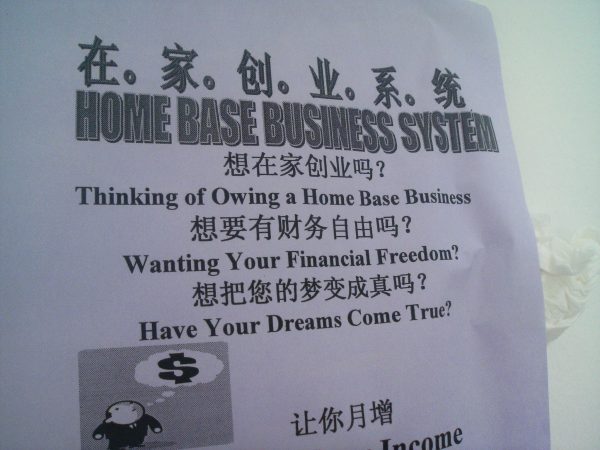 在。家。创。业。系。统
HOME BASE BUSINESS SYSTEM
想在家创业吗?
Thinking of Owing a Home Base Business
想要有财务自由吗?
Wanting Your Financial Freedom?
想把您的梦变成真吗?
Have Your Dreams Come True?
$
让你月增
Income